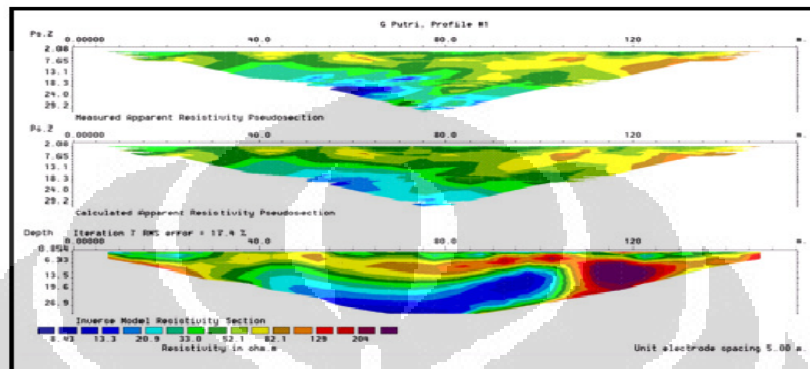 G Putri, Profile #1
Ps.Z 0.00000 40.0 80.0 120 m.
2.08
7.65
13.1
18.3
24.0
29.2
Measured Apparent Resistivity Pseudosection
Ps.Z 0.00000 40.0 80.0 120 m.
2.08
7.65
13.1
18.3
24.0
29.2
Calculated Apparent Resistivity Pseudosection
Depth Iteration 7 RMS error = 17.4 %
0.00000 40.0 80.0 120 m.
13.5
19.6
26.9
Inverse Model Resistivity Section
8.43 13.3 20.9 33.0 52.1 82.1 129 204
Resistivity in ohm.m
Unit electrode spacing 5.00 m.